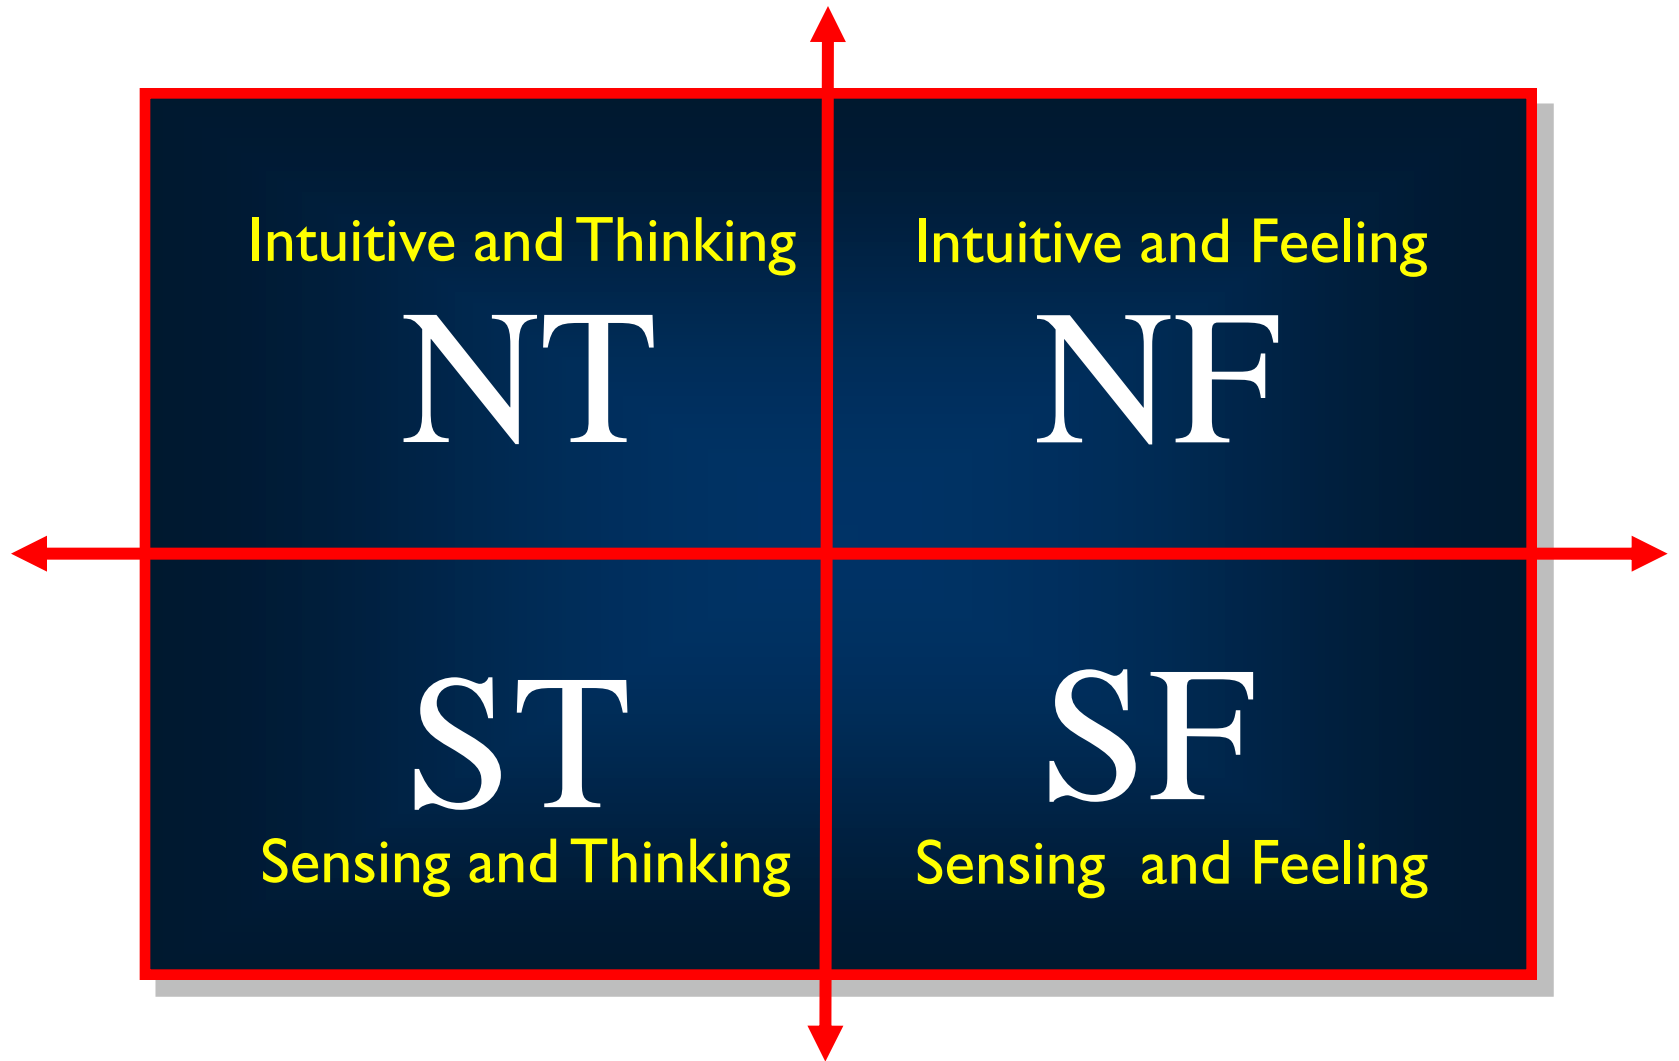 Intuitive and Thinking
NT
Intuitive and Feeling
NF
ST
Sensing and Thinking
SF
Sensing and Feeling